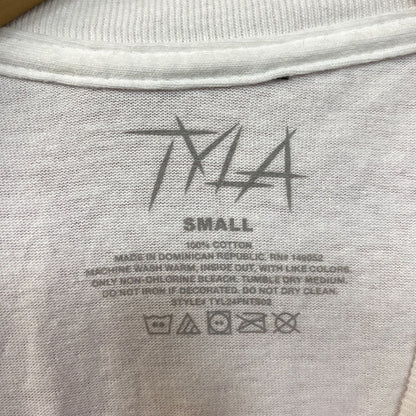 TYLA
SMALL
100% COTTON
MADE IN DOMINICAN REPUBLIC. RN# 149552
MACHINE WASH WARM, INSIDE OUT, WITH LIKE COLORS.
ONLY NON-CHLORINE BLEACH. TUMBLE DRY MEDIUM.
DO NOT IRON IF DECORATED. DO NOT DRY CLEAN.
STYLE#